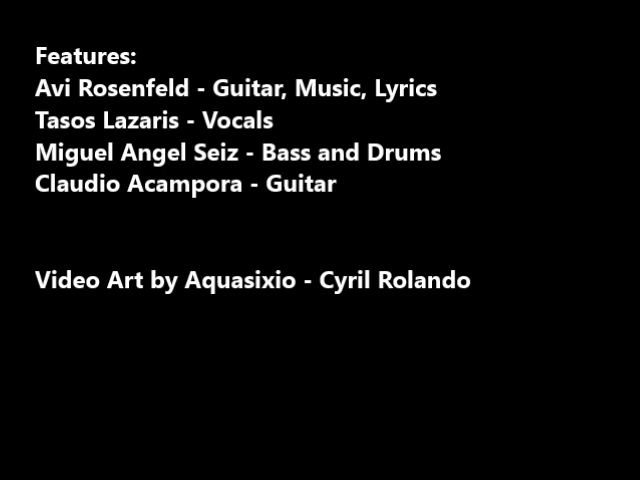 Features:
Avi Rosenfeld - Guitar, Music, Lyrics
Tasos Lazaris - Vocals
Miguel Angel Seiz - Bass and Drums
Claudio Acampora - Guitar
Video Art by Aquasixio - Cyril Rolando